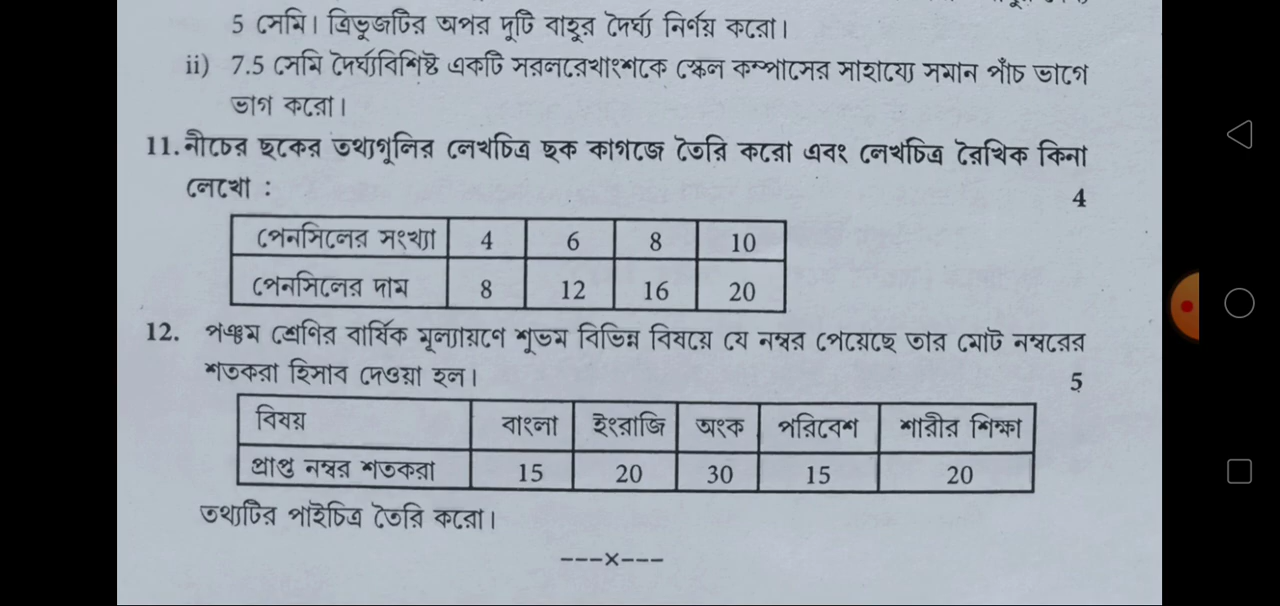 5 সেমি। ত্রিভুজটির অপর দুটি বাহুর দৈর্ঘ্য নির্ণয় করো।
ii) 7.5 সেমি দৈর্ঘ্যবিশিষ্ট একটি সরলরেখাংশকে স্কেল কম্পাসের সাহায্যে সমান পাঁচ ভাগে
ভাগ করো।
11. নীচের ছকের তথ্যগুলির লেখচিত্র ছক কাগজে তৈরি করো এবং লেখচিত্র রৈখিক কিনা
লেখো : 4
পেনসিলের সংখ্যা 4 6 8 10
পেনসিলের দাম 8 12 16 20
12. পঞ্চম শ্রেণির বার্ষিক মূল্যায়ণে শুভম বিভিন্ন বিষয়ে যে নম্বর পেয়েছে তার মোট নম্বরের
শতকরা হিসাব দেওয়া হল। 5
বিষয় বাংলা ইংরাজি অংক পরিবেশ শারীর শিক্ষা
প্রাপ্ত নম্বর শতকরা 15 20 30 15 20
তথ্যটির পাইচিত্র তৈরি করো।
---x---